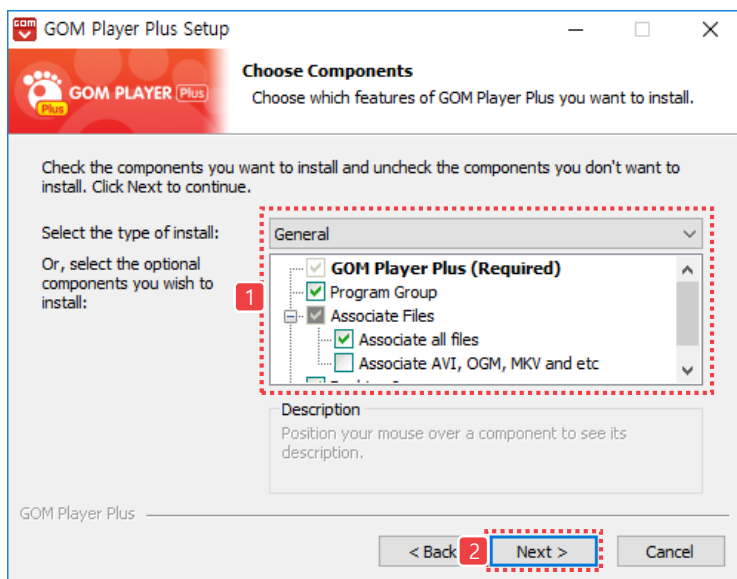 GOM
GOM Player Plus Setup
Plus
GOM PLAYER Plus
Choose Components
Choose which features of GOM Player Plus you want to install.
Check the components you want to install and uncheck the components you don't want to
install. Click Next to continue.
Select the type of install:
General
Or, select the optional
components you wish to
install:
1
GOM Player Plus (Required)
Program Group
Associate Files
Associate all files
Associate AVI, OGM, MKV and etc
Description
Position your mouse over a component to see its
description.
GOM Player Plus
< Back
2
Next >
Cancel